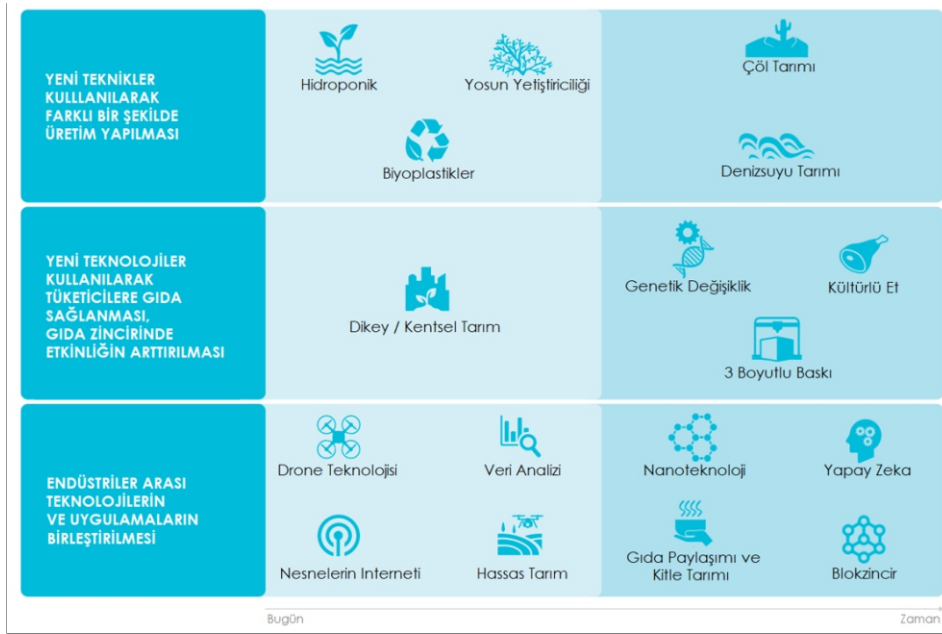 YENİ TEKNİKLER
KULLLANILARAK
FARKLI BİR ŞEKİLDE
ÜRETİM YAPILMASI
Hidroponik
Yosun Yetiştiriciliği
Biyoplastikler
Çöl Tarımı
Denizsuyu Tarımı
YENİ TEKNOLOJİLER
KULLANILARAK
TÜKETİCİLERE GIDA
SAĞLANMASI,
GIDA ZİNCİRİNDE
ETKİNLİĞİN ARTTIRILMASI
Dikey / Kentsel Tarım
Genetik Değişiklik
Kültürlü Et
3 Boyutlu Baskı
ENDÜSTRİLER ARASI
TEKNOLOJİLERİN
VE UYGULAMALARIN
BİRLEŞTİRİLMESİ
Drone Teknolojisi
Veri Analizi
Nesnelerin Interneti
Hassas Tarım
Nanoteknoloji
Yapay Zeka
Gıda Paylaşımı ve
Kitle Tarımı
Blokzincir
Bugün
Zaman